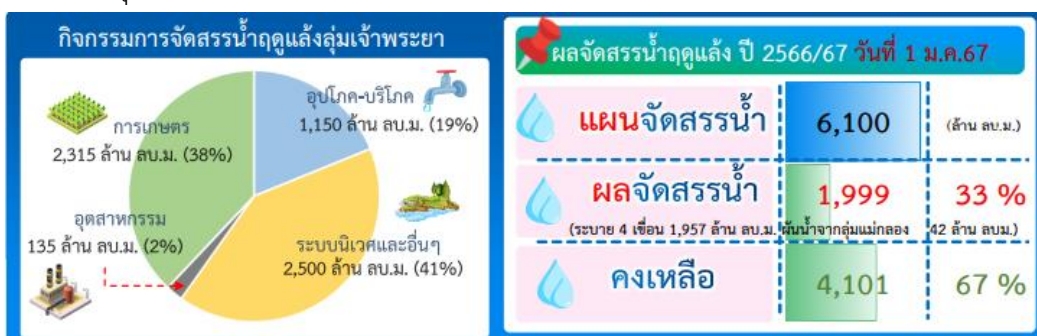 กิจกรรมการจัดสรรน้ำฤดูแล้งลุ่มเจ้าพระยา
อุปโภค-บริโภค
1,150 ล้าน ลบ.ม. (19%)
การเกษตร
2,315 ล้าน ลบ.ม. (38%)
อุตสาหกรรม
135 ล้าน ลบ.ม. (2%)
ระบบนิเวศและอื่นๆ
2,500 ล้าน ลบ.ม. (41%)
ผลจัดสรรน้ำฤดูแล้ง ปี 2566/67 วันที่ 1 ม.ค.67
แผนจัดสรรน้ำ 6,100 (ล้าน ลบ.ม.)
ผลจัดสรรน้ำ 1,999 33 %
(ระบาย 4 เขื่อน 1,957 ล้าน ลบ.ม. ผันน้ำจากลุ่มแม่กลอง 42 ล้าน ลบม.)
คงเหลือ 4,101 67 %